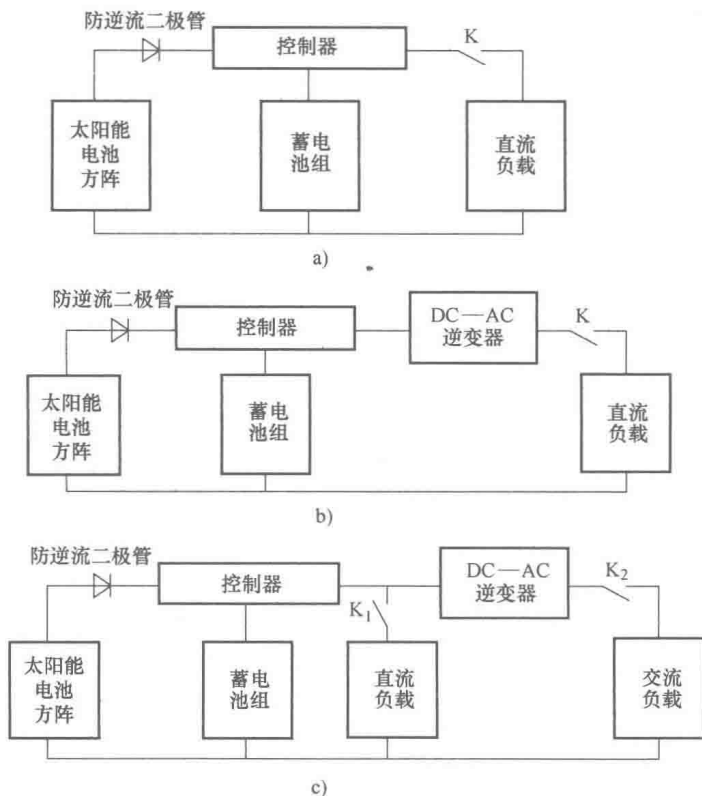 防逆流二极管
控制器
K
太阳能
电池
方阵
蓄电
池组
直流
负载
a)
防逆流二极管
控制器
DC—AC
逆变器
K
太阳能
电池
方阵
蓄电
池组
直流
负载
b)
防逆流二极管
控制器
DC—AC
逆变器
K2
K1
太阳能
电池
方阵
蓄电
池组
直流
负载
交流
负载
c)